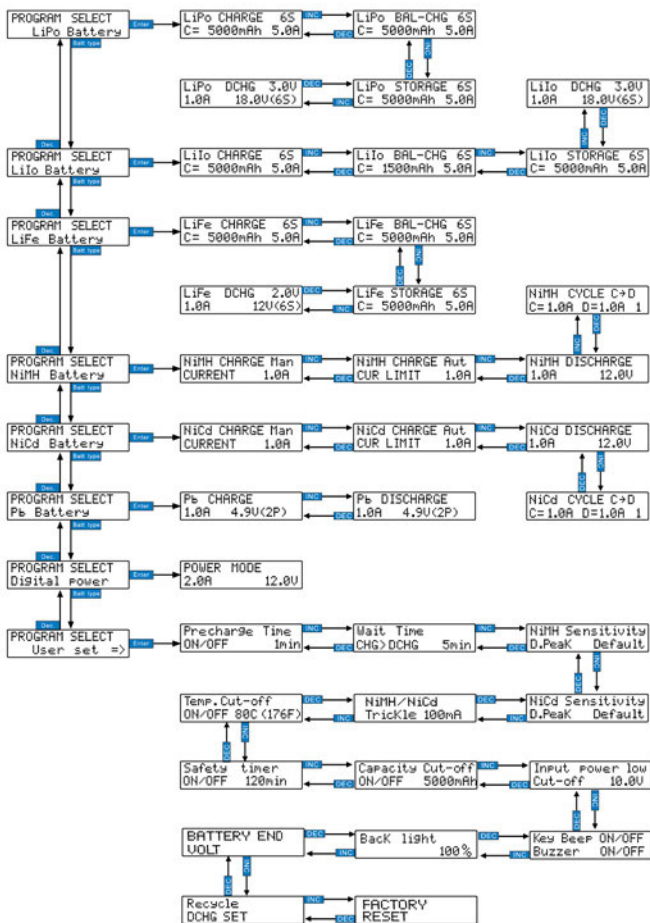 PROGRAM SELECT
LiPo Battery
Enter
LiPo CHARGE 6S
C= 5000mAh 5.0A
INC
DEC
LiPo BAL-CHG 6S
C= 5000mAh 5.0A
Batt type
DEC
INC
LiPo DCHG 3.0V
1.0A 18.0V(6S)
DEC
INC
LiPo STORAGE 6S
C= 5000mAh 5.0A
LiIo DCHG 3.0V
1.0A 18.0V(6S)
INC
DEC
Dec.
PROGRAM SELECT
LiIo Battery
Enter
LiIo CHARGE 6S
C= 5000mAh 5.0A
INC
DEC
LiIo BAL-CHG 6S
C= 1500mAh 5.0A
INC
DEC
LiIo STORAGE 6S
C= 5000mAh 5.0A
Batt type
Dec.
PROGRAM SELECT
LiFe Battery
Enter
LiFe CHARGE 6S
C= 5000mAh 5.0A
INC
DEC
LiFe BAL-CHG 6S
C= 5000mAh 5.0A
Batt type
DEC
INC
LiFe DCHG 2.0V
1.0A 12V(6S)
DEC
INC
LiFe STORAGE 6S
C= 5000mAh 5.0A
NiMH CYCLE C→D
C=1.0A D=1.0A 1
INC
DEC
Dec.
PROGRAM SELECT
NiMH Battery
Enter
NiMH CHARGE Man
CURRENT 1.0A
INC
DEC
NiMH CHARGE Aut
CUR LIMIT 1.0A
INC
DEC
NiMH DISCHARGE
1.0A 12.0V
Batt type
Dec.
PROGRAM SELECT
NiCd Battery
Enter
NiCd CHARGE Man
CURRENT 1.0A
INC
DEC
NiCd CHARGE Aut
CUR LIMIT 1.0A
INC
DEC
NiCd DISCHARGE
1.0A 12.0V
Batt type
DEC
INC
Dec.
PROGRAM SELECT
Pb Battery
Enter
Pb CHARGE
1.0A 4.9V(2P)
INC
DEC
Pb DISCHARGE
1.0A 4.9V(2P)
NiCd CYCLE C→D
C=1.0A D=1.0A 1
Batt type
Dec.
PROGRAM SELECT
Digital power
Enter
POWER MODE
2.0A 12.0V
Batt type
Dec.
PROGRAM SELECT
User set =>
Enter
Precharge Time
ON/OFF 1min
INC
DEC
Wait Time
CHG>DCHG 5min
INC
DEC
NiMH Sensitivity
D.Peak Default
DEC
INC
Temp.Cut-off
ON/OFF 80C(176F)
DEC
INC
NiMH/NiCd
Trickle 100mA
DEC
INC
NiCd Sensitivity
D.Peak Default
DEC
INC
Safety timer
ON/OFF 120min
INC
DEC
Capacity Cut-off
ON/OFF 5000mAh
INC
DEC
Input power low
Cut-off 10.0V
DEC
INC
BATTERY END
VOLT
DEC
INC
Back light
100%
DEC
INC
Key Beep ON/OFF
Buzzer ON/OFF
DEC
INC
Recycle
DCHG SET
INC
DEC
FACTORY
RESET